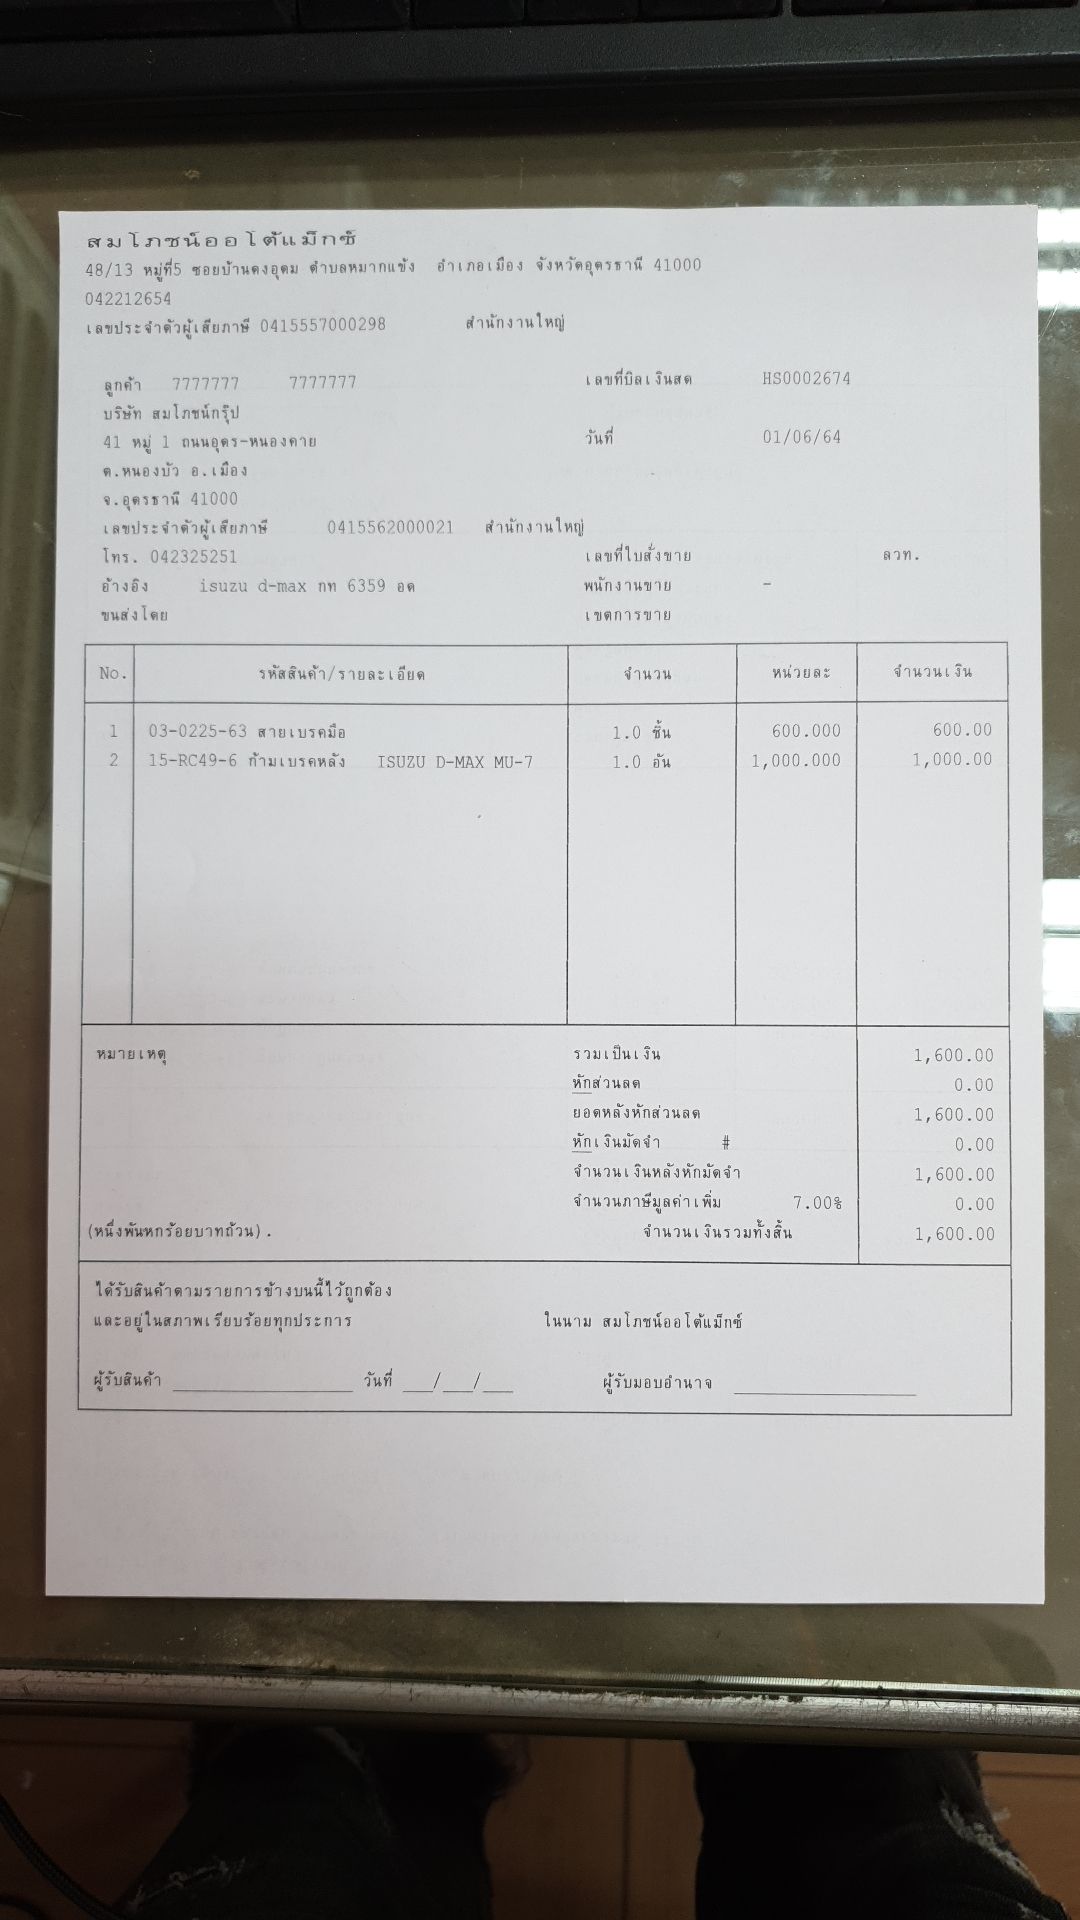 สมโภชน์ออโต้แม็กซ์
48/13 หมู่ที่5 ซอยบ้านดงอุดม ตำบลหมากแข้ง อำเภอเมือง จังหวัดอุดรธานี 41000
042212654
เลขประจำตัวผู้เสียภาษี 0415557000298 สำนักงานใหญ่
ลูกค้า 7777777 7777777 เลขที่บิลเงินสด HS0002674
บริษัท สมโภชน์กรุ๊ป
41 หมู่ 1 ถนนอุดร-หนองคาย วันที่ 01/06/64
ต.หนองบัว อ.เมือง
จ.อุดรธานี 41000
เลขประจำตัวผู้เสียภาษี 0415562000021 สำนักงานใหญ่
โทร. 042325251 เลขที่ใบสั่งขาย ลวท.
อ้างอิง isuzu d-max กท 6359 อด พนักงานขาย -
ขนส่งโดย เขตการขาย
No. รหัสสินค้า/รายละเอียด จำนวน หน่วยละ จำนวนเงิน
1 03-0225-63 สายเบรคมือ 1.0 ชิ้น 600.000 600.00
2 15-RC49-6 ก้ามเบรคหลัง ISUZU D-MAX MU-7 1.0 อัน 1,000.000 1,000.00
หมายเหตุ รวมเป็นเงิน 1,600.00
หักส่วนลด 0.00
ยอดหลังหักส่วนลด 1,600.00
หักเงินมัดจำ # 0.00
จำนวนเงินหลังหักมัดจำ 1,600.00
จำนวนภาษีมูลค่าเพิ่ม 7.00% 0.00
(หนึ่งพันหกร้อยบาทถ้วน). จำนวนเงินรวมทั้งสิ้น 1,600.00
ได้รับสินค้าตามรายการข้างบนนี้ไว้ถูกต้อง
และอยู่ในสภาพเรียบร้อยทุกประการ ในนาม สมโภชน์ออโต้แม็กซ์
ผู้รับสินค้า __________________ วันที่ ___/___/___ ผู้รับมอบอำนาจ __________________